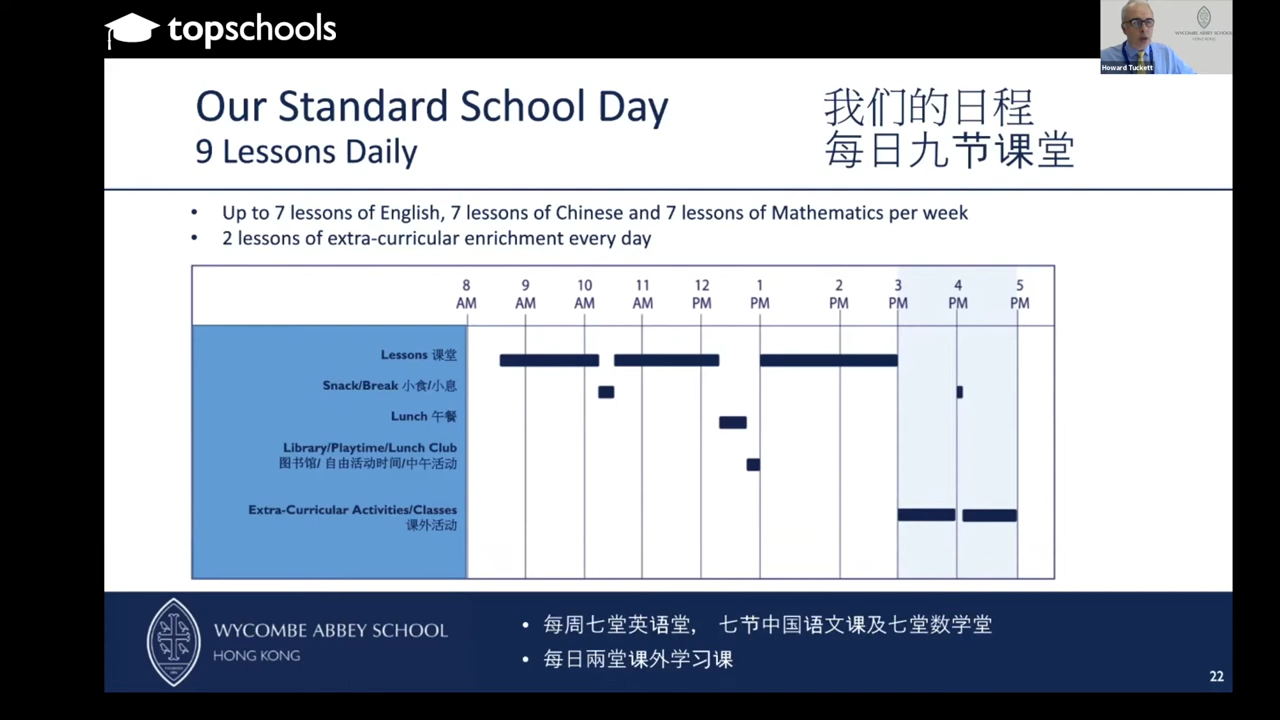 topschools
WYCOMBE ABBEY SCHOOL
HONG KONG
Howard Tuckett
Our Standard School Day
9 Lessons Daily
我们的日程
每日九节课堂
• Up to 7 lessons of English, 7 lessons of Chinese and 7 lessons of Mathematics per week
• 2 lessons of extra-curricular enrichment every day
8 9 10 11 12 1 2 3 4 5
AM AM AM AM PM PM PM PM PM PM
Lessons 课堂
Snack/Break 小食/小息
Lunch 午餐
Library/Playtime/Lunch Club
图书馆/ 自由活动时间/中午活动
Extra-Curricular Activities/Classes
课外活动
WYCOMBE ABBEY SCHOOL
HONG KONG
• 每周七堂英语堂， 七节中国语文课及七堂数学堂
• 每日兩堂课外学习课
22